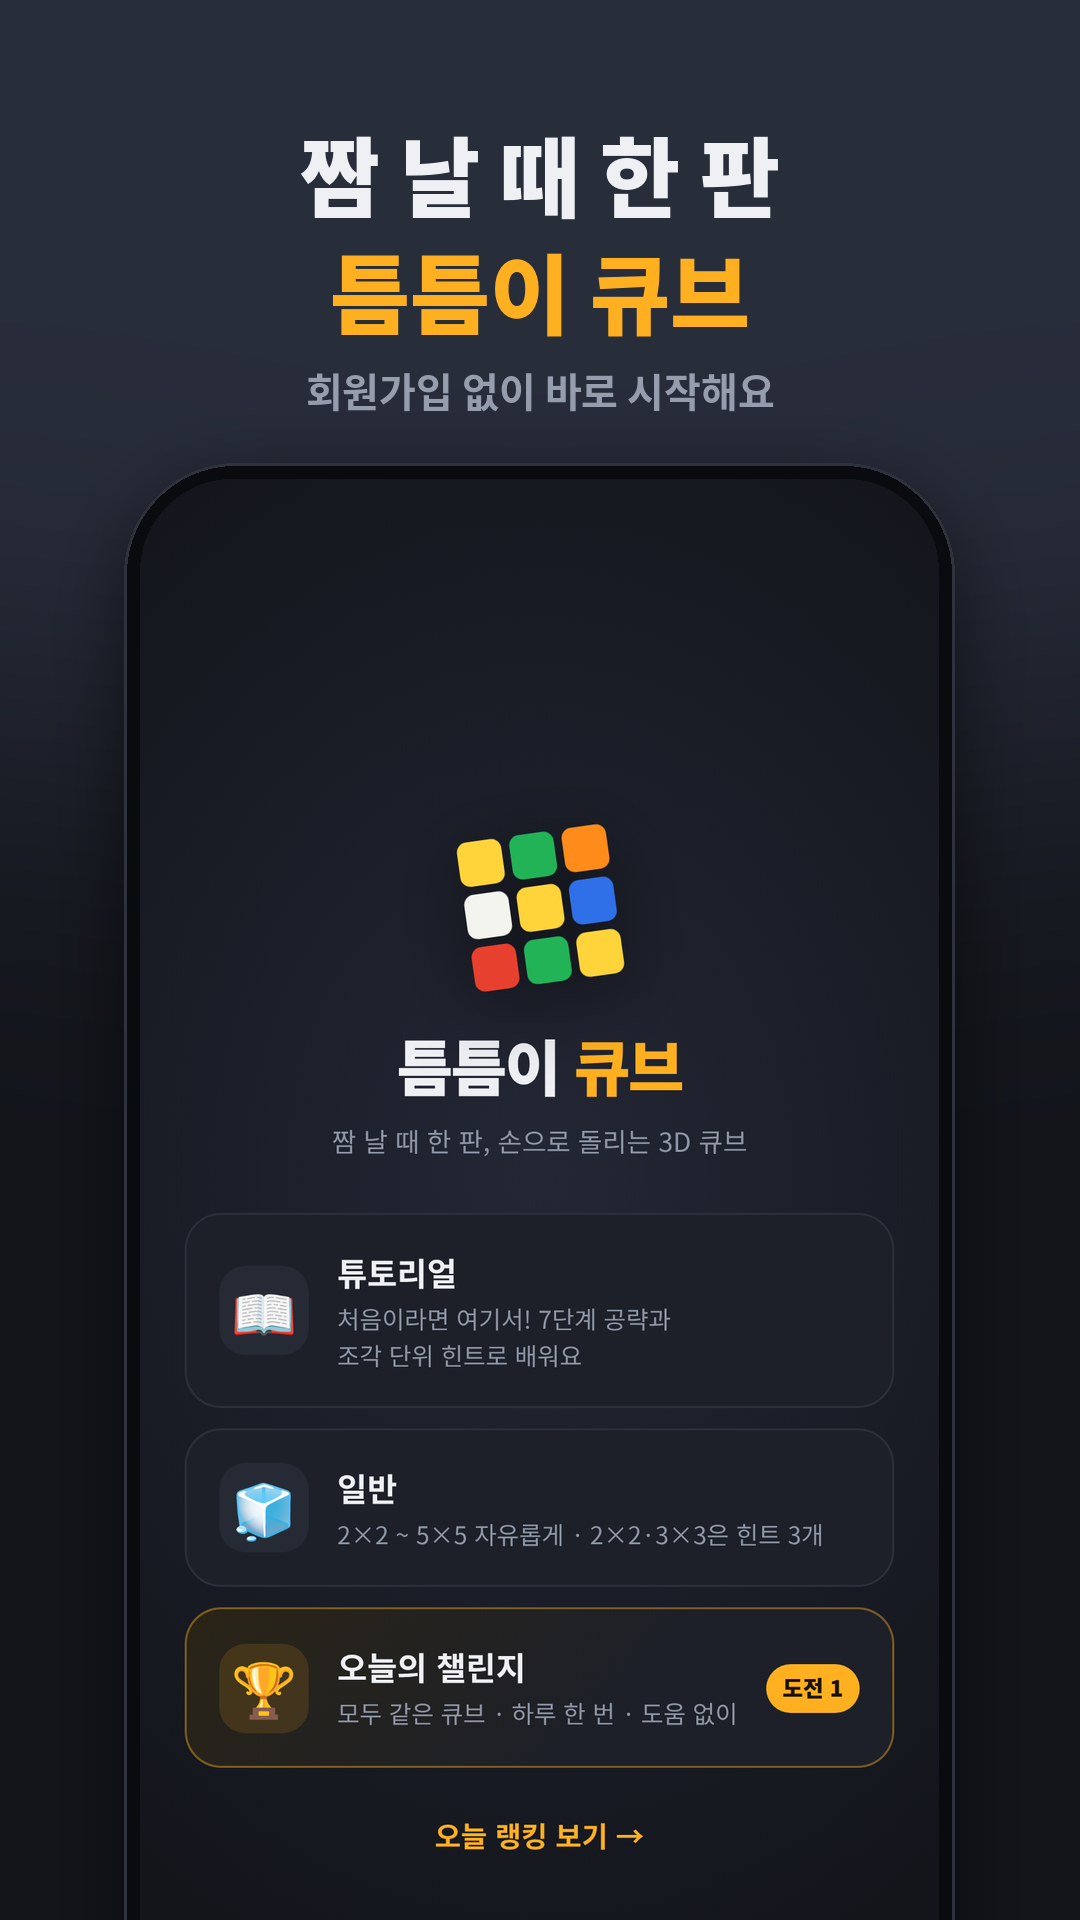 짬 날 때 한 판
틈틈이 큐브
회원가입 없이 바로 시작해요
틈틈이 큐브
짬 날 때 한 판, 손으로 돌리는 3D 큐브
튜토리얼
처음이라면 여기서! 7단계 공략과
조각 단위 힌트로 배워요
일반
2×2 ~ 5×5 자유롭게 · 2×2·3×3은 힌트 3개
오늘의 챌린지
모두 같은 큐브 · 하루 한 번 · 도움 없이
도전 1
오늘 랭킹 보기 →